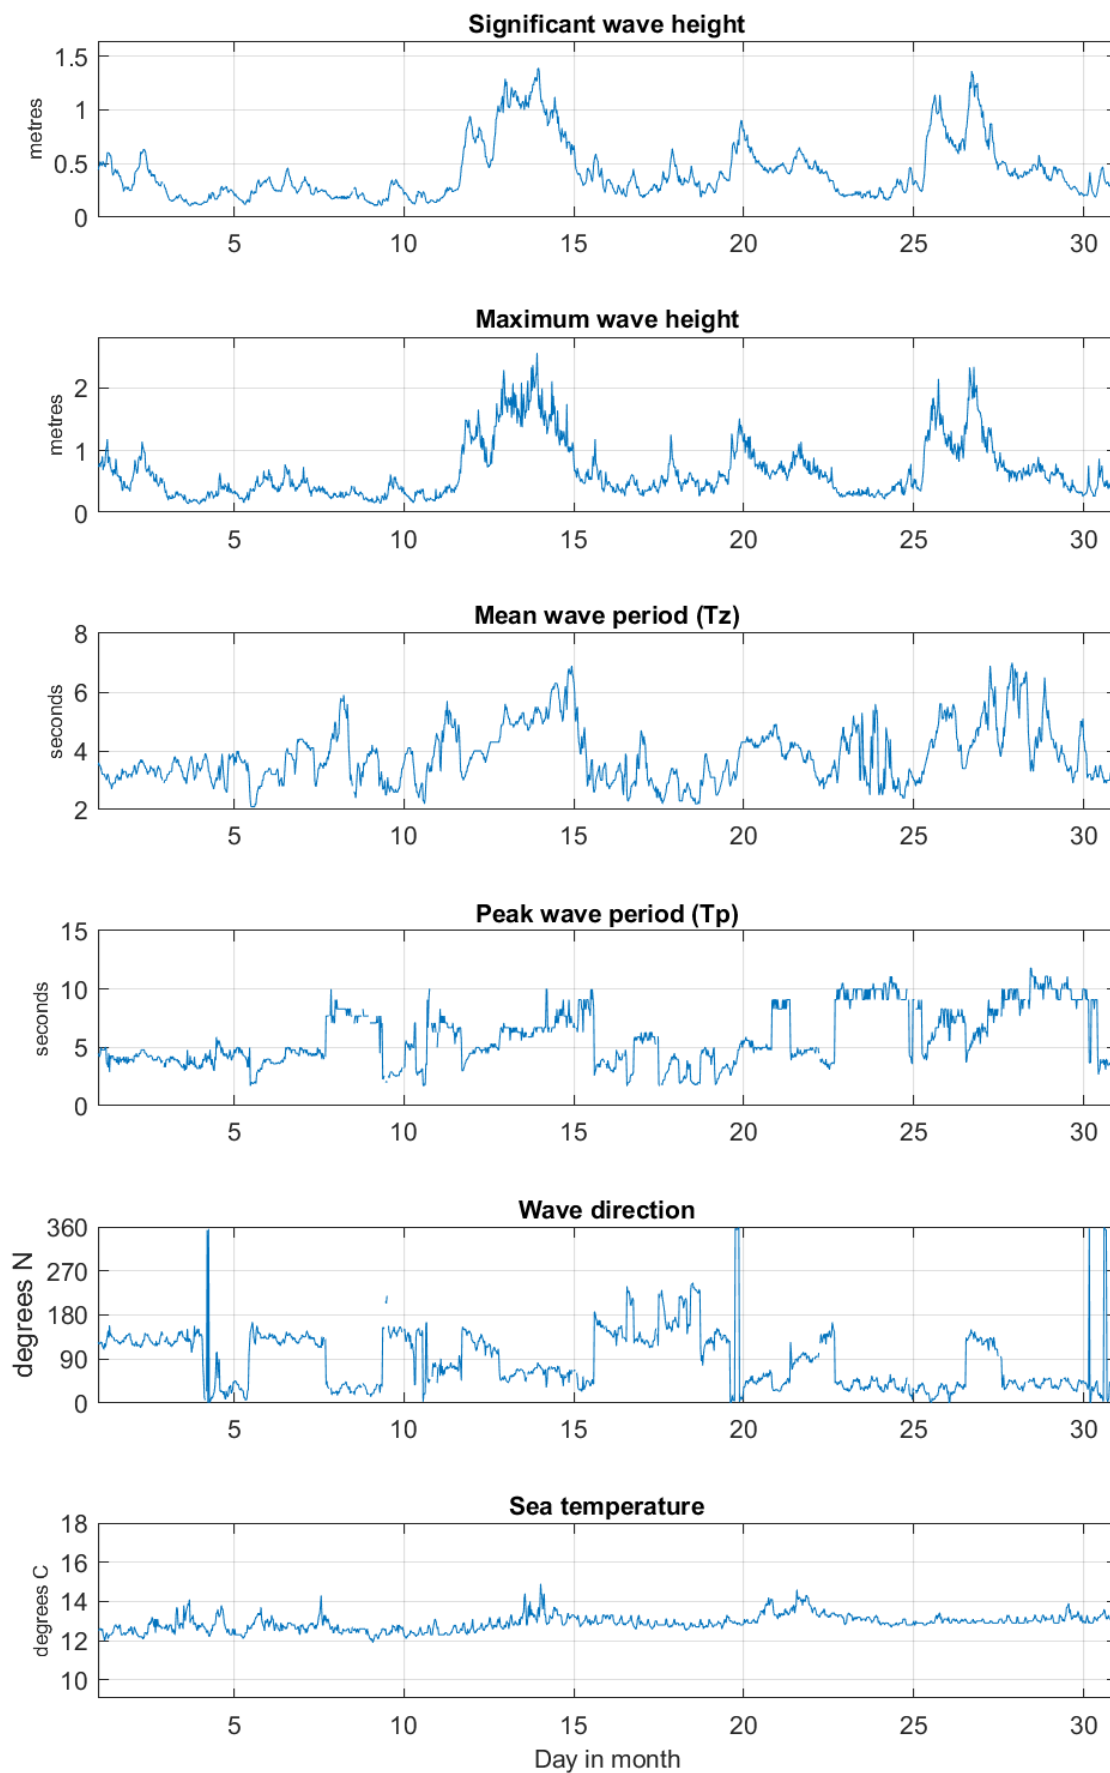 Significant wave height
1.5
1
0.5
0
metres
5 10 15 20 25 30
Maximum wave height
2
1
0
metres
5 10 15 20 25 30
Mean wave period (Tz)
8
6
4
2
seconds
5 10 15 20 25 30
Peak wave period (Tp)
15
10
5
0
seconds
5 10 15 20 25 30
Wave direction
360
270
180
90
0
degrees N
5 10 15 20 25 30
Sea temperature
18
16
14
12
10
degrees C
5 10 15 20 25 30
Day in month